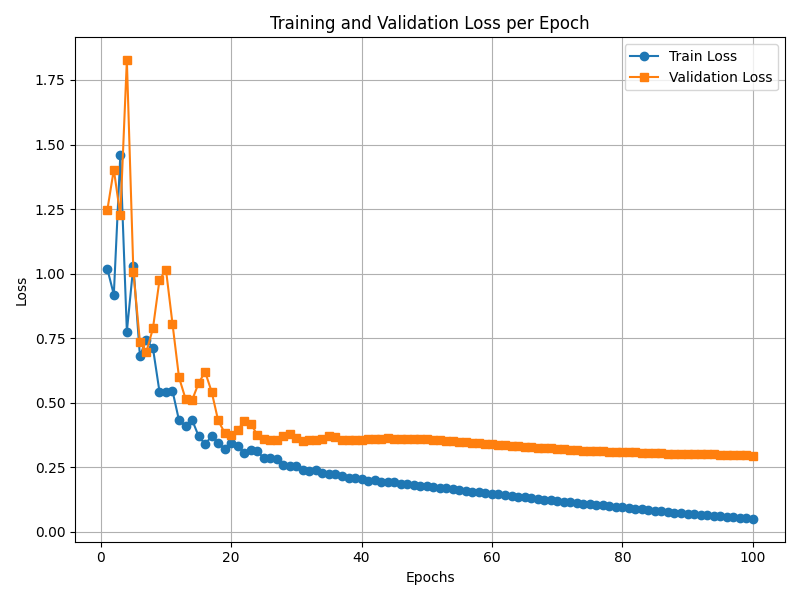 Training and Validation Loss per Epoch
Train Loss
Validation Loss
1.75
1.50
1.25
1.00
0.75
0.50
0.25
0.00
Loss
0 20 40 60 80 100
Epochs